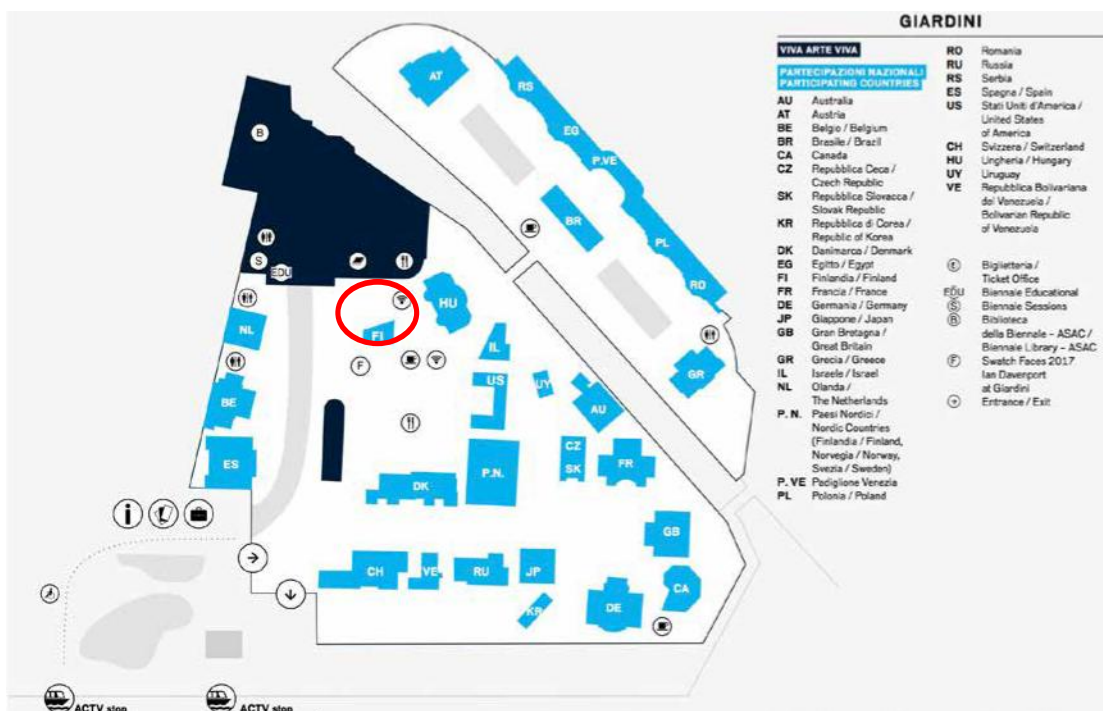 GIARDINI
VIVA ARTE VIVA
PARTECIPAZIONI NAZIONALI
PARTICIPATING COUNTRIES
AU Australia
AT Austria
BE Belgio / Belgium
BR Brasile / Brazil
CA Canada
CZ Repubblica Ceca /
Czech Republic
SK Repubblica Slovacca /
Slovak Republic
KR Repubblica di Corea /
Republic of Korea
DK Danimarca / Denmark
EG Egitto / Egypt
FI Finlandia / Finland
FR Francia / France
DE Germania / Germany
JP Giappone / Japan
GB Gran Bretagna /
Great Britain
GR Grecia / Greece
IL Israele / Israel
NL Olanda /
The Netherlands
P. N. Paesi Nordici /
Nordic Countries
(Finlandia / Finland,
Norvegia / Norway,
Svezia / Sweden)
P. VE Padiglione Venezia
PL Polonia / Poland
RO Romania
RU Russia
RS Serbia
ES Spagna / Spain
US Stati Uniti d'America /
United States
of America
CH Svizzera / Switzerland
HU Ungheria / Hungary
UY Uruguay
VE Repubblica Bolivariana
del Venezuela /
Bolivarian Republic
of Venezuela
Biglietteria /
Ticket Office
EDU Biennale Educational
S Biennale Sessions
B Biblioteca
della Biennale – ASAC /
Biennale Library – ASAC
F Swatch Faces 2017
Ian Davenport
at Giardini
Entrance / Exit
AT
RS
B
EG
P.VE
BR
PL
S
EDU
RO
HU
NL
FI
IL
F
GR
US
UY
BE
AU
CZ
ES
P.N.
SK
FR
DK
i
GB
CH
VE
RU
JP
CA
KR
DE
ACTV stop
ACTV stop